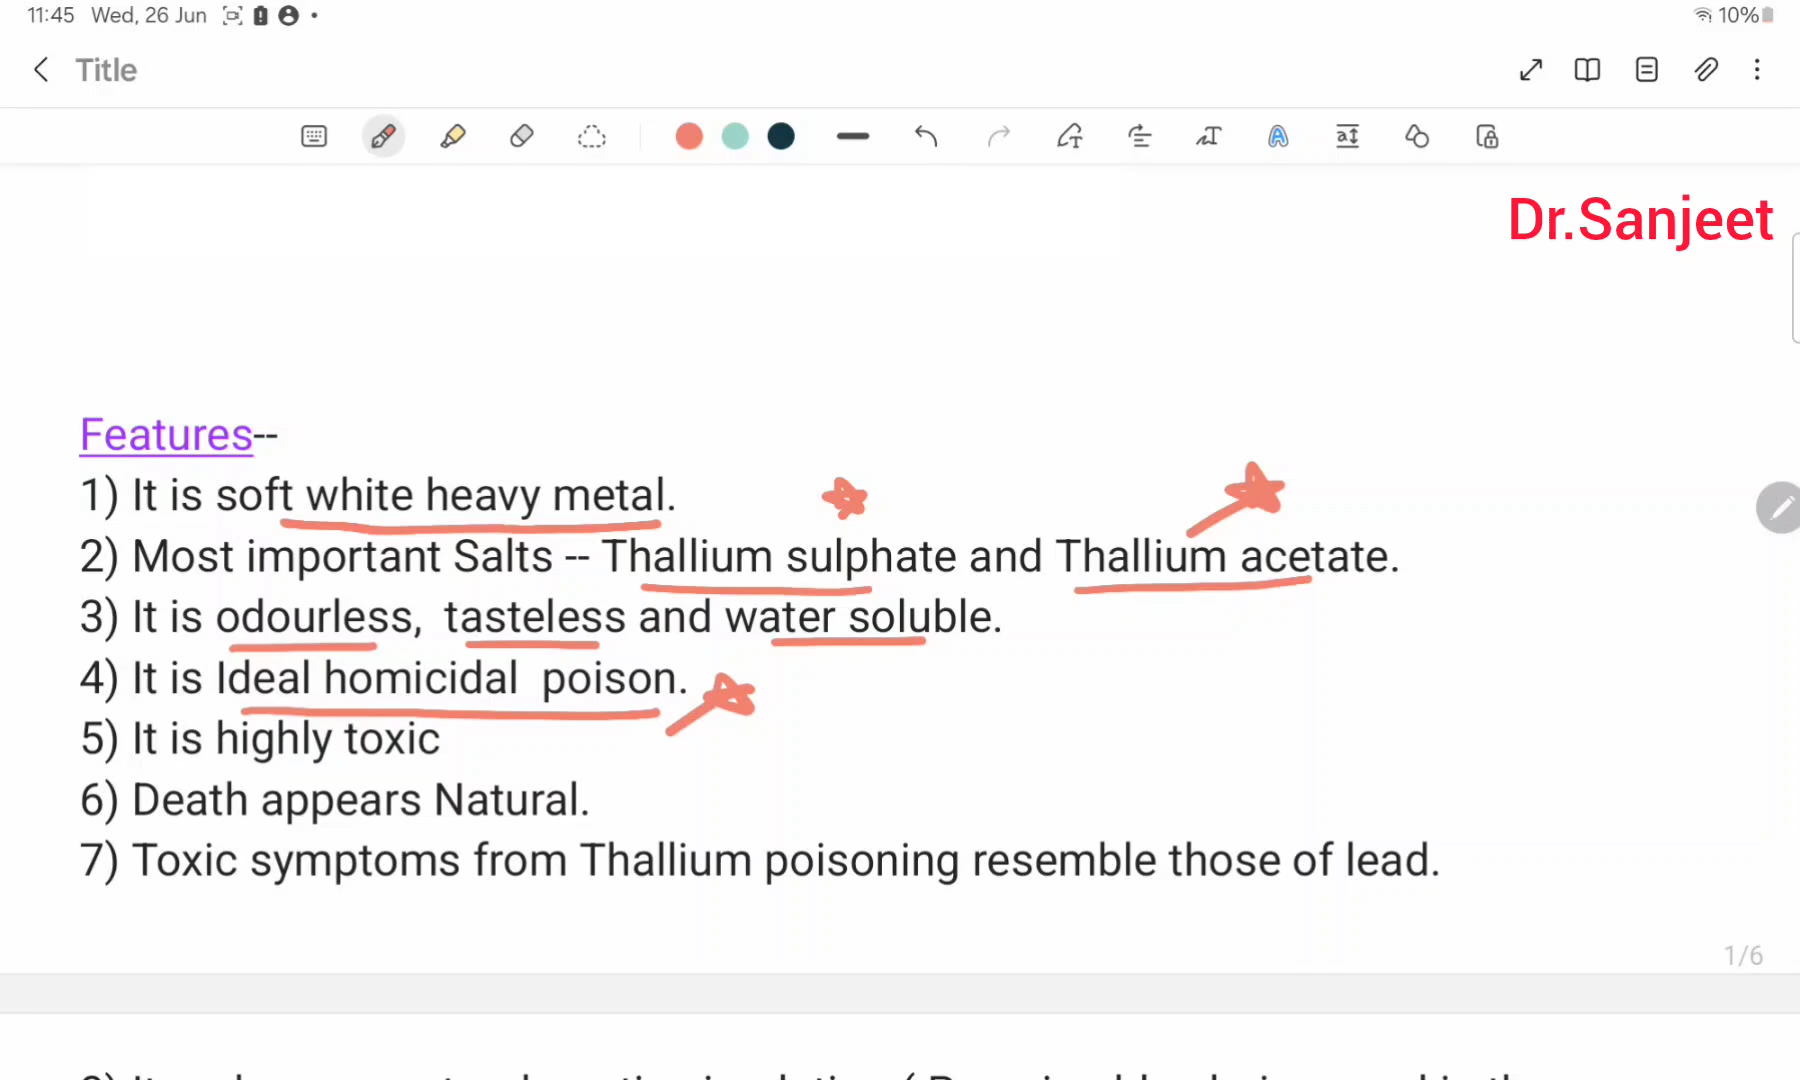 11:45 Wed, 26 Jun 10%
Title
Dr.Sanjeet
Features--
1) It is soft white heavy metal.
2) Most important Salts -- Thallium sulphate and Thallium acetate.
3) It is odourless, tasteless and water soluble.
4) It is Ideal homicidal poison.
5) It is highly toxic
6) Death appears Natural.
7) Toxic symptoms from Thallium poisoning resemble those of lead.
1/6